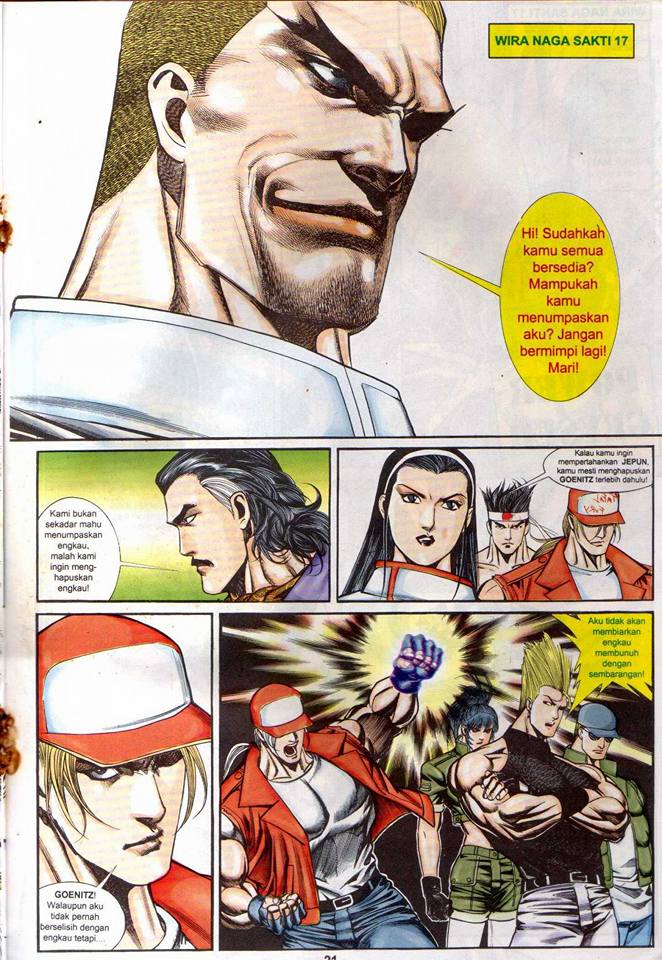 WIRA NAGA SAKTI 17
Hi! Sudahkah
kamu semua
bersedia?
Mampukah
kamu
menumpaskan
aku? Jangan
bermimpi lagi!
Mari!
Kami bukan
sekadar mahu
menumpaskan
engkau,
malah kami
ingin meng-
hapuskan
engkau!
Kalau kamu ingin
mempertahankan JEPUN,
kamu mesti menghapuskan
GOENITZ terlebih dahulu!
GOENITZ!
Walaupun aku
tidak pernah
berselisih dengan
engkau tetapi....
Aku tidak akan
membiarkan
engkau
membunuh
dengan
sembarangan!